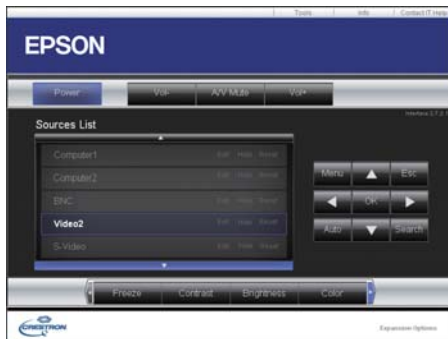 Tools Info Contact IT Help
EPSON
Power Vol- A/V Mute Vol+
Sources List
Computer1 Edit Hide Reset
Computer2 Edit Hide Reset
BNC Edit Hide Reset
Video2 Edit Hide Reset
S-Video Edit Hide Reset
Menu Esc
OK
Auto Search
Freeze Contrast Brightness Color
CRESTRON Expansion Options